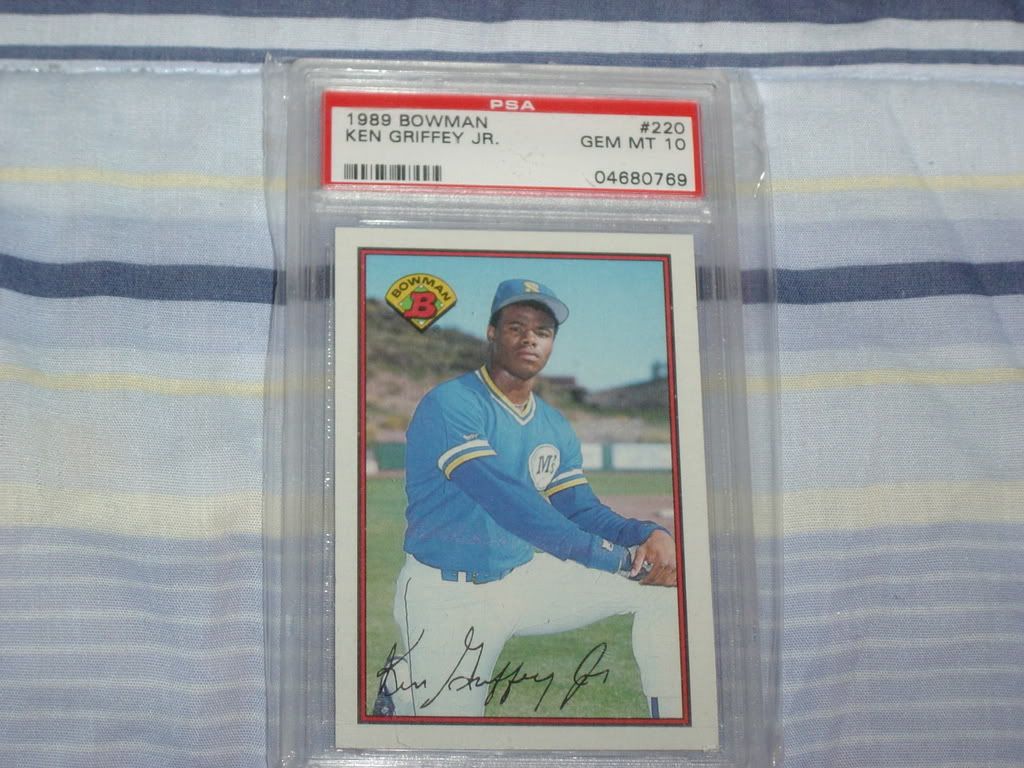 PSA
1989 BOWMAN #220
KEN GRIFFEY JR. GEM MT 10
04680769
BOWMAN
B
S
M's
Ken Griffey Jr